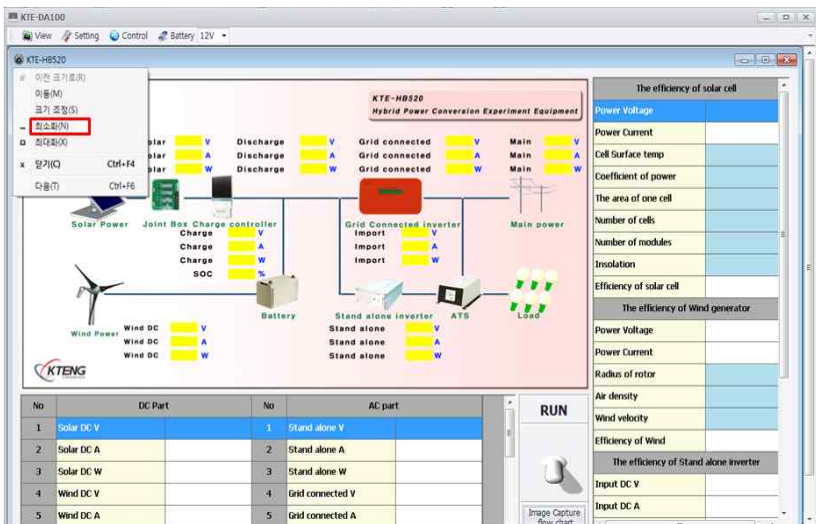 KTE-DA100
View Setting Control Battery 12V
KTE-HB520
이전 크기로(R)
이동(M)
크기 조정(S)
최소화(N)
최대화(X)
닫기(C) Ctrl+F4
다음(T) Ctrl+F6
KTE-HB520
Hybrid Power Conversion Experiment Equipment
olar V Discharge V Grid connected V Main V
olar A Discharge A Grid connected A Main A
olar W Discharge W Grid connected W Main W
Solar Power Joint Box Charge controller Grid Connected inverter Main power
Charge V Import V
Charge A Import A
Charge W Import W
SOC %
Battery Stand alone inverter ATS Load
Wind Power
Wind DC V Stand alone V
Wind DC A Stand alone A
Wind DC W Stand alone W
KTENG
No DC Part No AC part
1 Solar DC V 1 Stand alone V
2 Solar DC A 2 Stand alone A
3 Solar DC W 3 Stand alone W
4 Wind DC V 4 Grid connected V
5 Wind DC A 5 Grid connected A
RUN
Image Capture
flow chart
The efficiency of solar cell
Power Voltage
Power Current
Cell Surface temp
Coefficient of power
The area of one cell
Number of cells
Number of modules
Insolation
Efficiency of solar cell
The efficiency of Wind generator
Power Voltage
Power Current
Radius of rotor
Air density
Wind velocity
Efficiency of Wind
The efficiency of Stand alone inverter
Input DC V
Input DC A